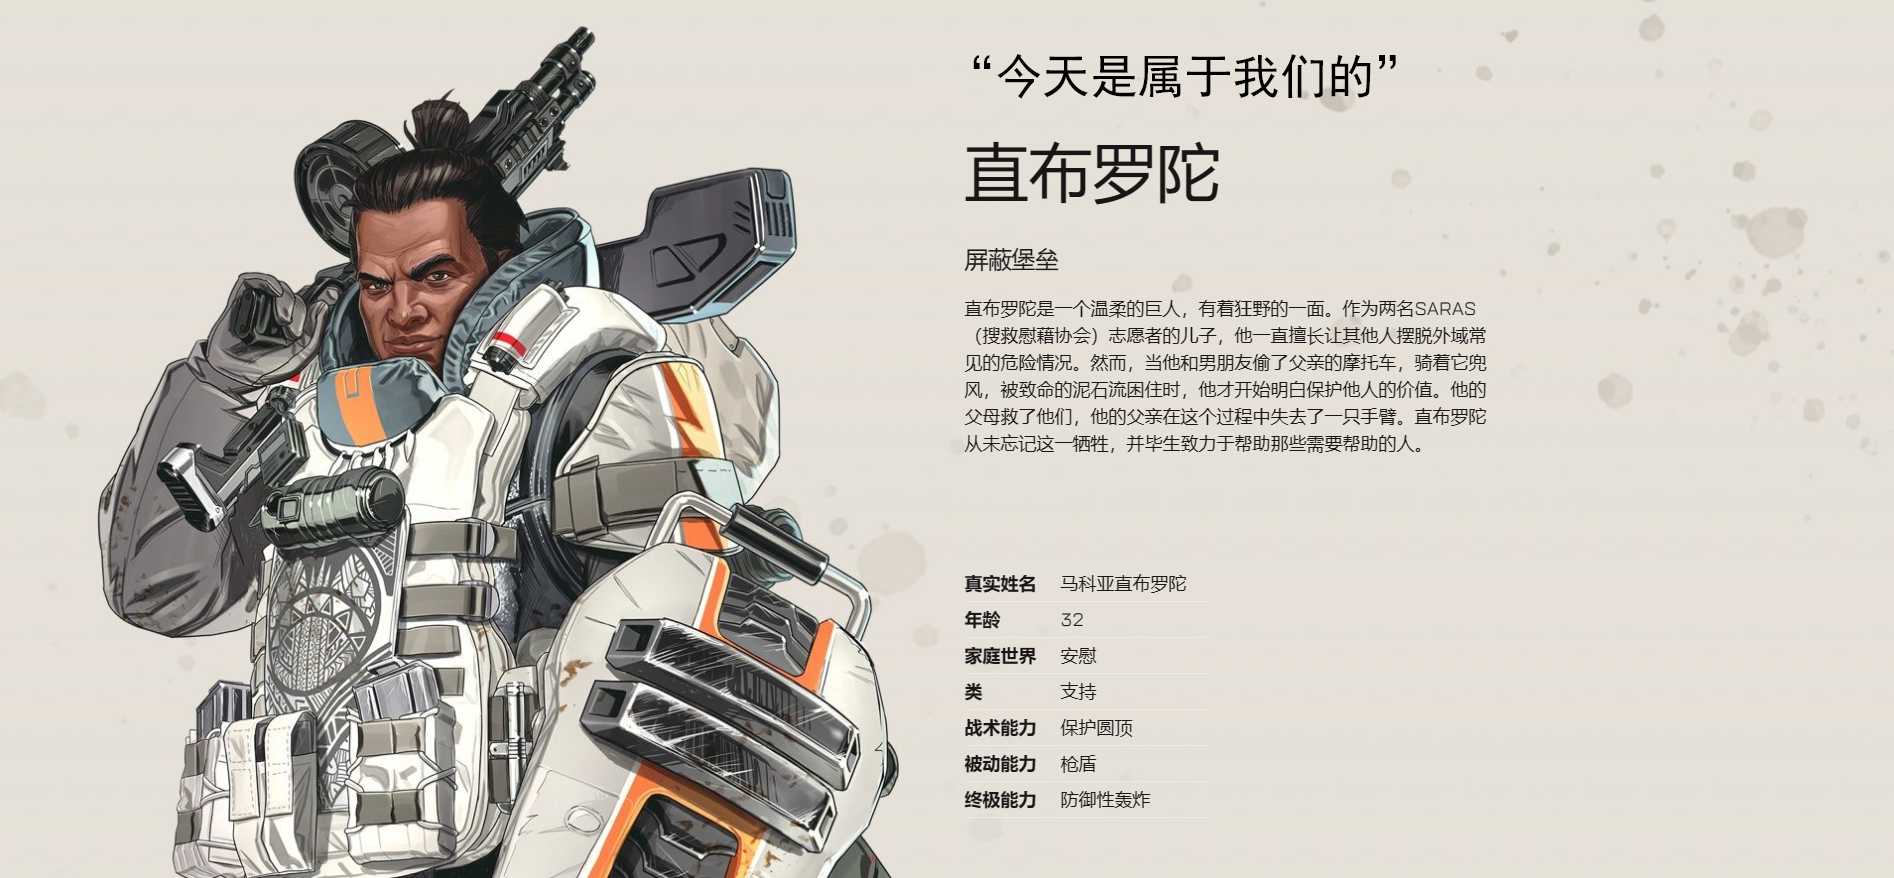 “今天是属于我们的”
直布罗陀
屏蔽堡垒
直布罗陀是一个温柔的巨人，有着狂野的一面。作为两名SARAS
（搜救慰藉协会）志愿者的儿子，他一直擅长让其他人摆脱外域常
见的危险情况。然而，当他和男朋友偷了父亲的摩托车，骑着它兜
风，被致命的泥石流困住时，他才开始明白保护他人的价值。他的
父母救了他们，他的父亲在这个过程中失去了一只手臂。直布罗陀
从未忘记这一牺牲，并毕生致力于帮助那些需要帮助的人。
真实姓名 马科亚直布罗陀
年龄 32
家庭世界 安慰
类 支持
战术能力 保护圆顶
被动能力 枪盾
终极能力 防御性轰炸